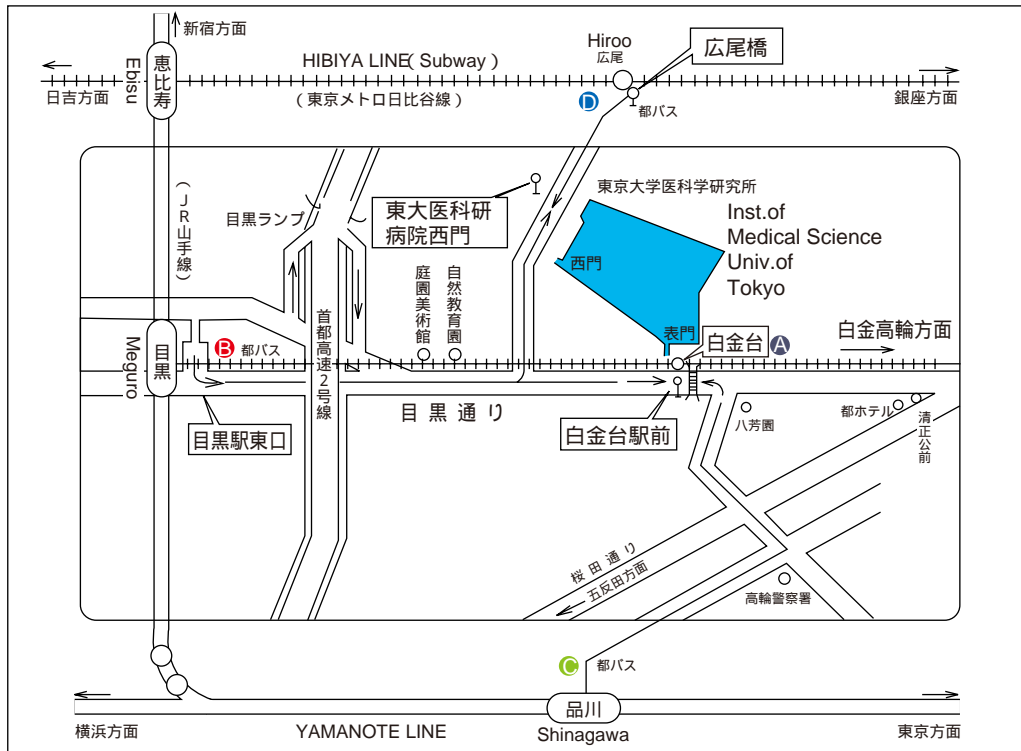 新宿方面
恵比寿
Ebisu
HIBIYA LINE( Subway )
(東京メトロ日比谷線)
日吉方面
Hiroo
広尾
広尾橋
D
都バス
銀座方面
(JR山手線)
目黒ランプ
東大医科研
病院西門
東京大学医科学研究所
Inst.of
Medical Science
Univ.of
Tokyo
西門
表門
庭園美術館
自然教育園
首都高速2号線
目黒
Meguro
B
都バス
白金台
A
白金高輪方面
目黒通り
目黒駅東口
白金台駅前
八芳園
都ホテル
清正公前
桜田通り
五反田方面
高輪警察署
C
都バス
品川
Shinagawa
横浜方面
YAMANOTE LINE
東京方面